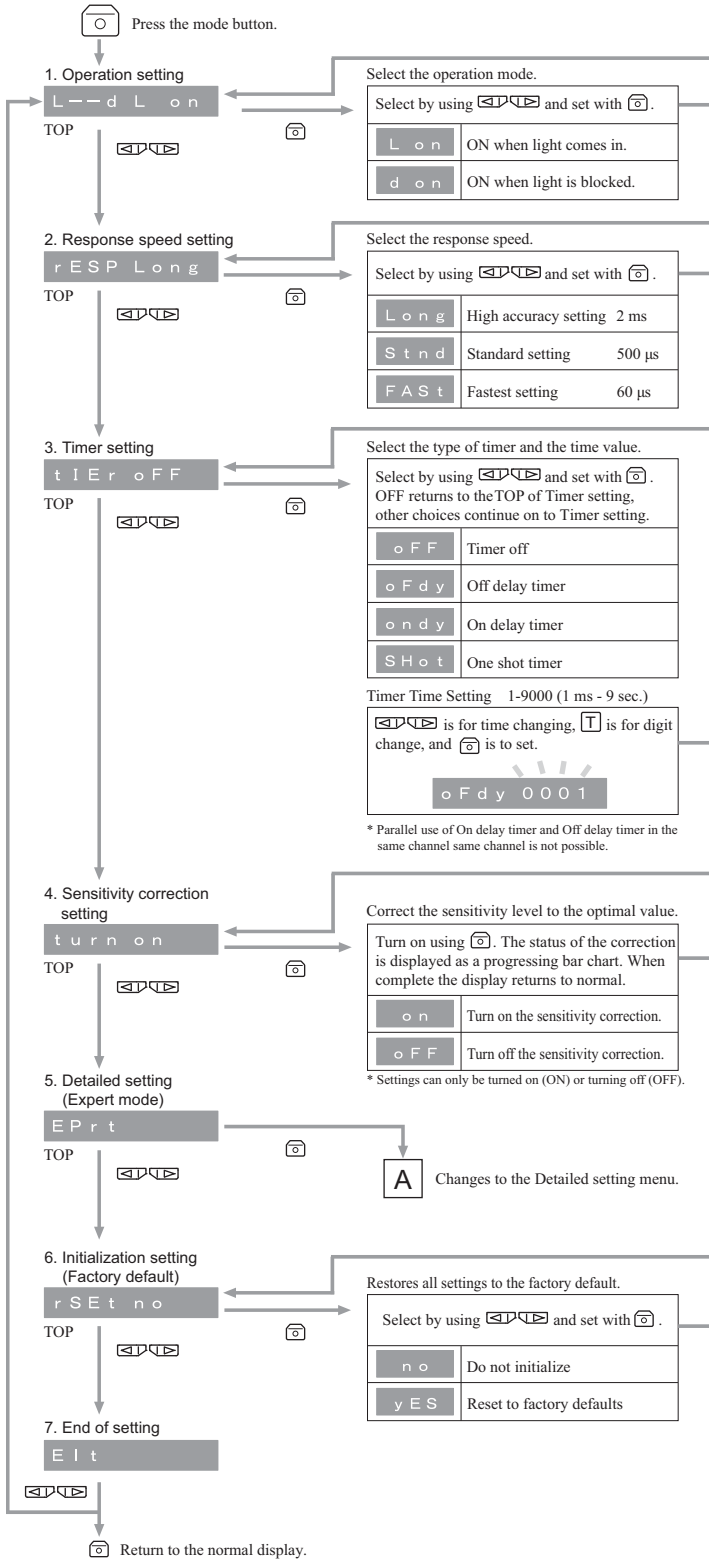 Press the mode button.
1. Operation setting
L--d L on
TOP
Select the operation mode.
Select by using and set with .
L on ON when light comes in.
d on ON when light is blocked.
2. Response speed setting
rESP Long
TOP
Select the response speed.
Select by using and set with .
Long High accuracy setting 2 ms
Stnd Standard setting 500 μs
FASt Fastest setting 60 μs
3. Timer setting
tIEr oFF
TOP
Select the type of timer and the time value.
Select by using and set with .
OFF returns to the TOP of Timer setting,
other choices continue on to Timer setting.
oFF Timer off
oFdy Off delay timer
ondy On delay timer
SHot One shot timer
Timer Time Setting 1-9000 (1 ms - 9 sec.)
is for time changing, T is for digit
change, and is to set.
oFdy 0001
* Parallel use of On delay timer and Off delay timer in the
same channel same channel is not possible.
4. Sensitivity correction
setting
turn on
TOP
Correct the sensitivity level to the optimal value.
Turn on using . The status of the correction
is displayed as a progressing bar chart. When
complete the display returns to normal.
on Turn on the sensitivity correction.
oFF Turn off the sensitivity correction.
* Settings can only be turned on (ON) or turning off (OFF).
5. Detailed setting
(Expert mode)
EPrt
TOP
A Changes to the Detailed setting menu.
6. Initialization setting
(Factory default)
rSEt no
TOP
Restores all settings to the factory default.
Select by using and set with .
no Do not initialize
yES Reset to factory defaults
7. End of setting
EIt
Return to the normal display.